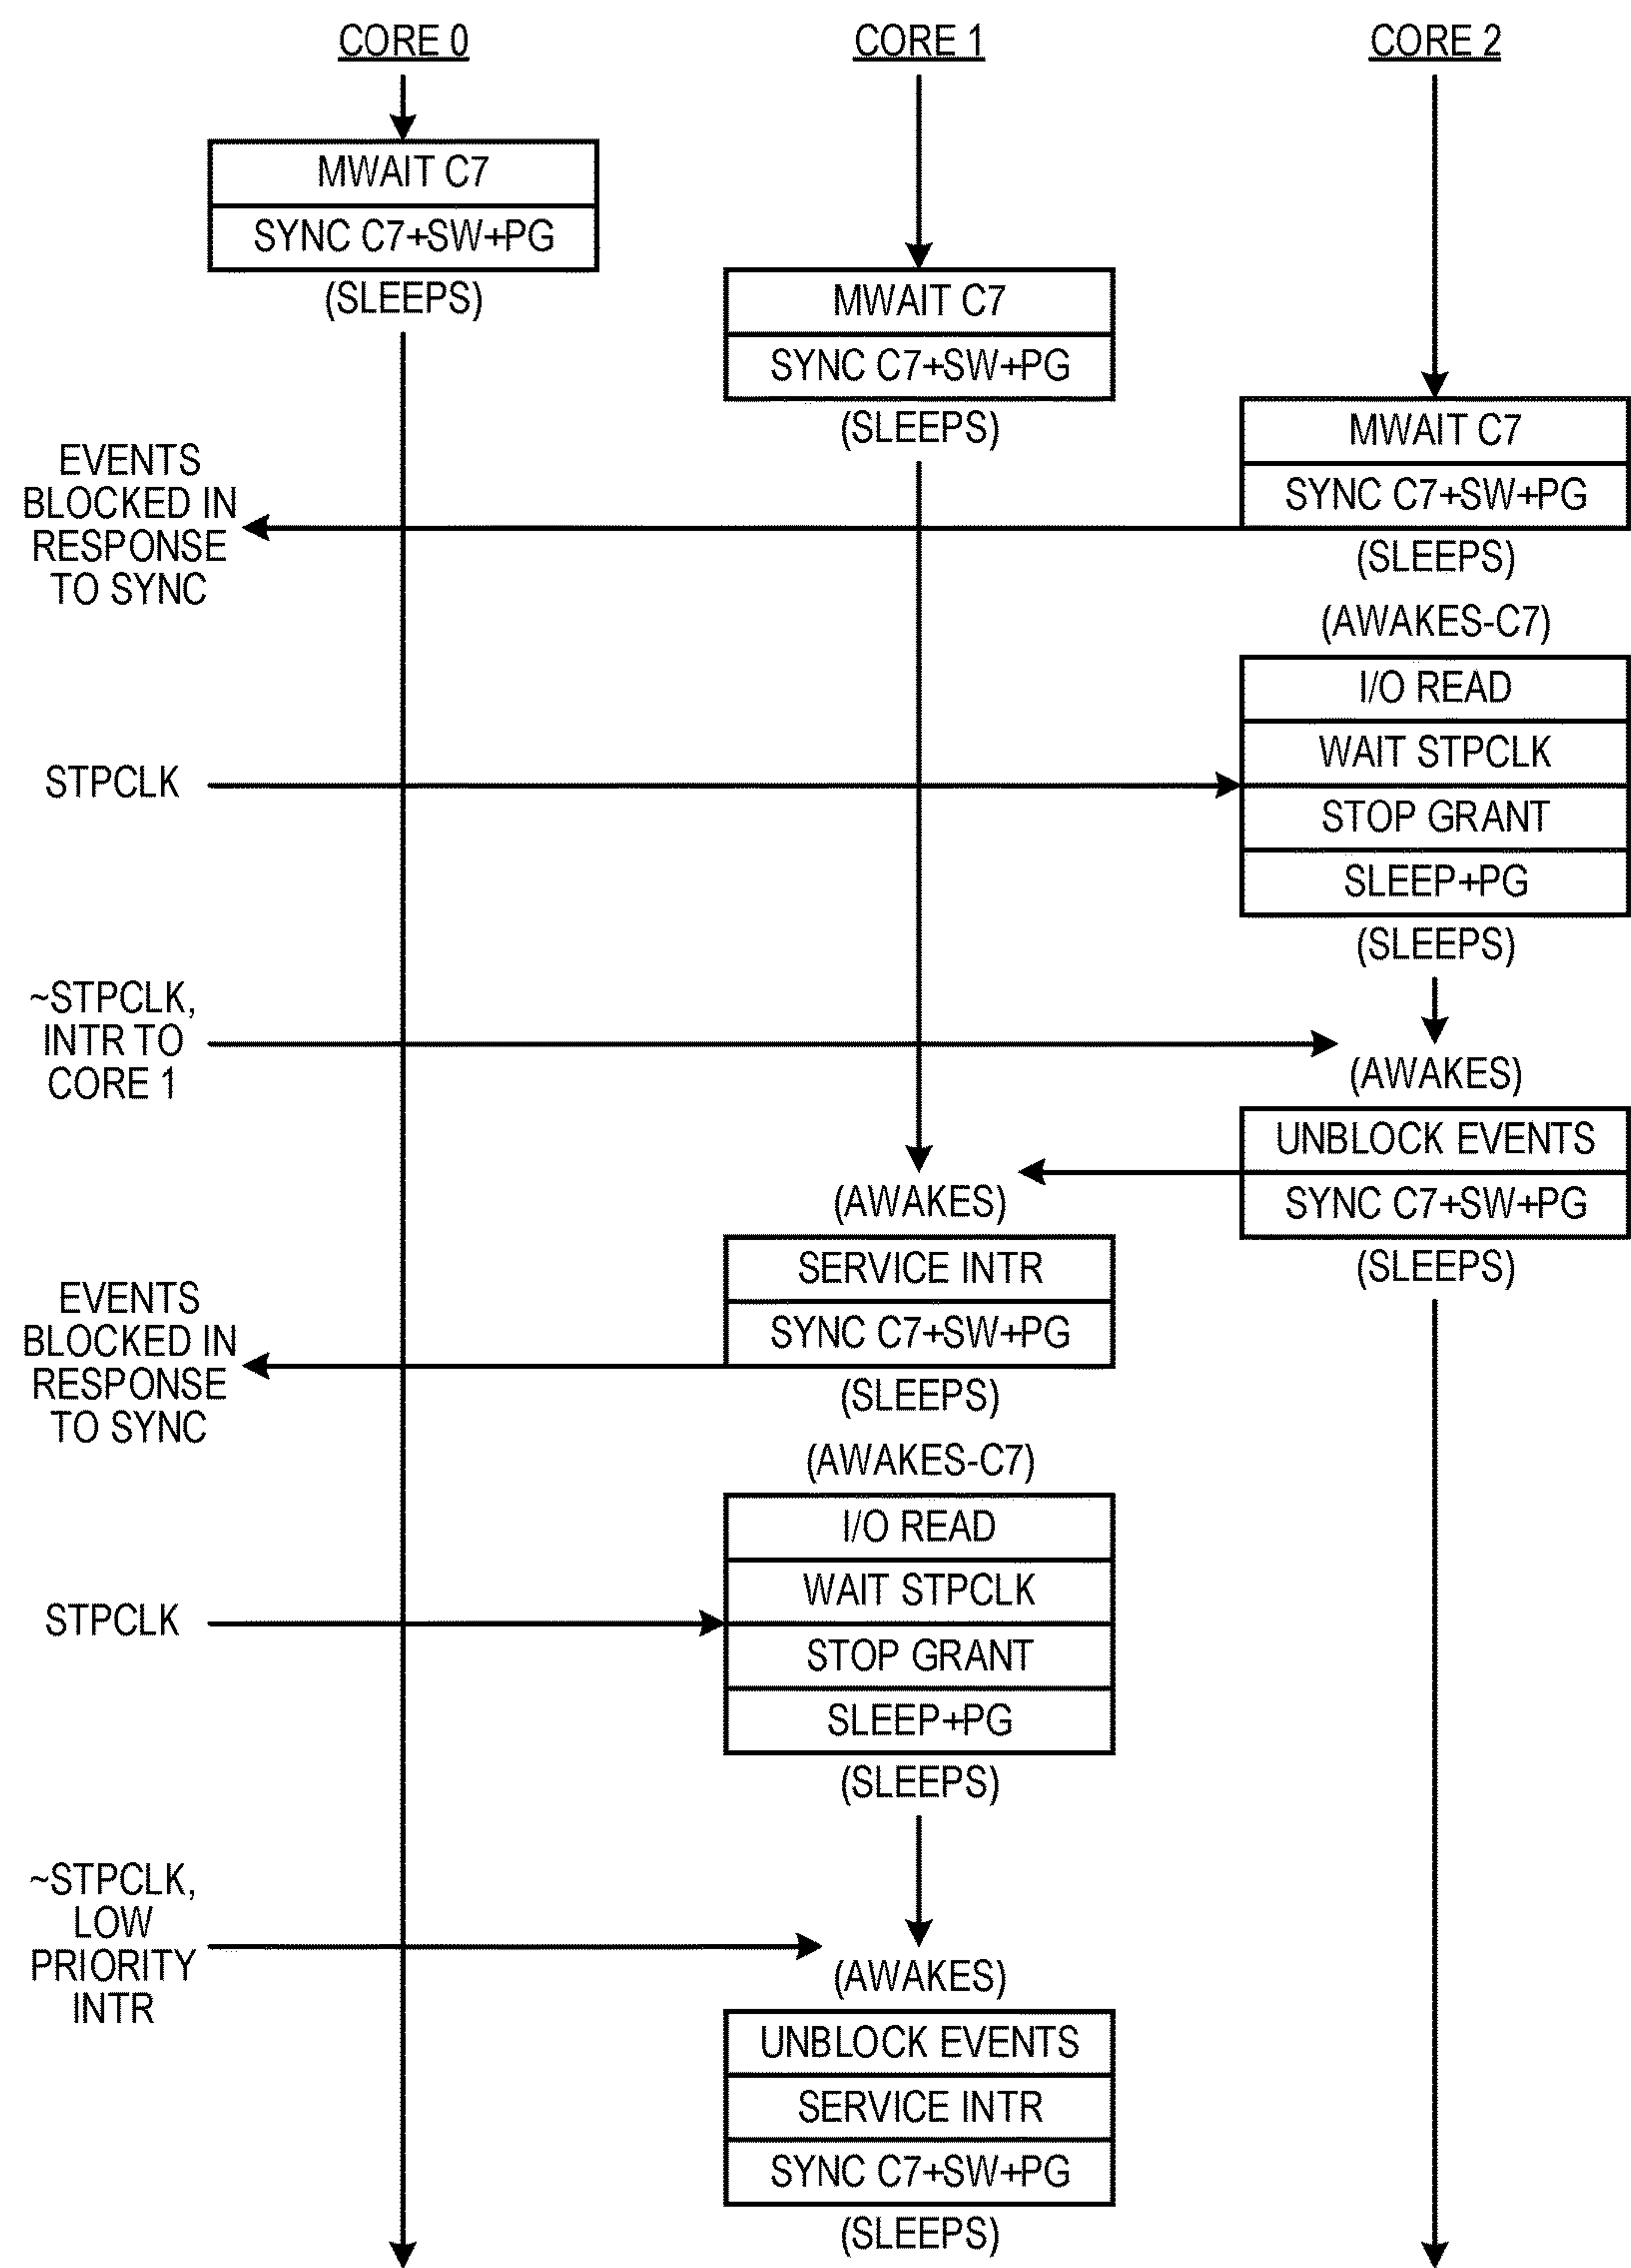 CORE 0
CORE 1
CORE 2
MWAIT C7
SYNC C7+SW+PG
(SLEEPS)
MWAIT C7
SYNC C7+SW+PG
(SLEEPS)
MWAIT C7
SYNC C7+SW+PG
(SLEEPS)
EVENTS
BLOCKED IN
RESPONSE
TO SYNC
(AWAKES-C7)
I/O READ
WAIT STPCLK
STOP GRANT
SLEEP+PG
(SLEEPS)
STPCLK
~STPCLK,
INTR TO
CORE 1
(AWAKES)
UNBLOCK EVENTS
SYNC C7+SW+PG
(SLEEPS)
(AWAKES)
SERVICE INTR
SYNC C7+SW+PG
(SLEEPS)
EVENTS
BLOCKED IN
RESPONSE
TO SYNC
(AWAKES-C7)
I/O READ
WAIT STPCLK
STOP GRANT
SLEEP+PG
(SLEEPS)
STPCLK
~STPCLK,
LOW
PRIORITY
INTR
(AWAKES)
UNBLOCK EVENTS
SERVICE INTR
SYNC C7+SW+PG
(SLEEPS)